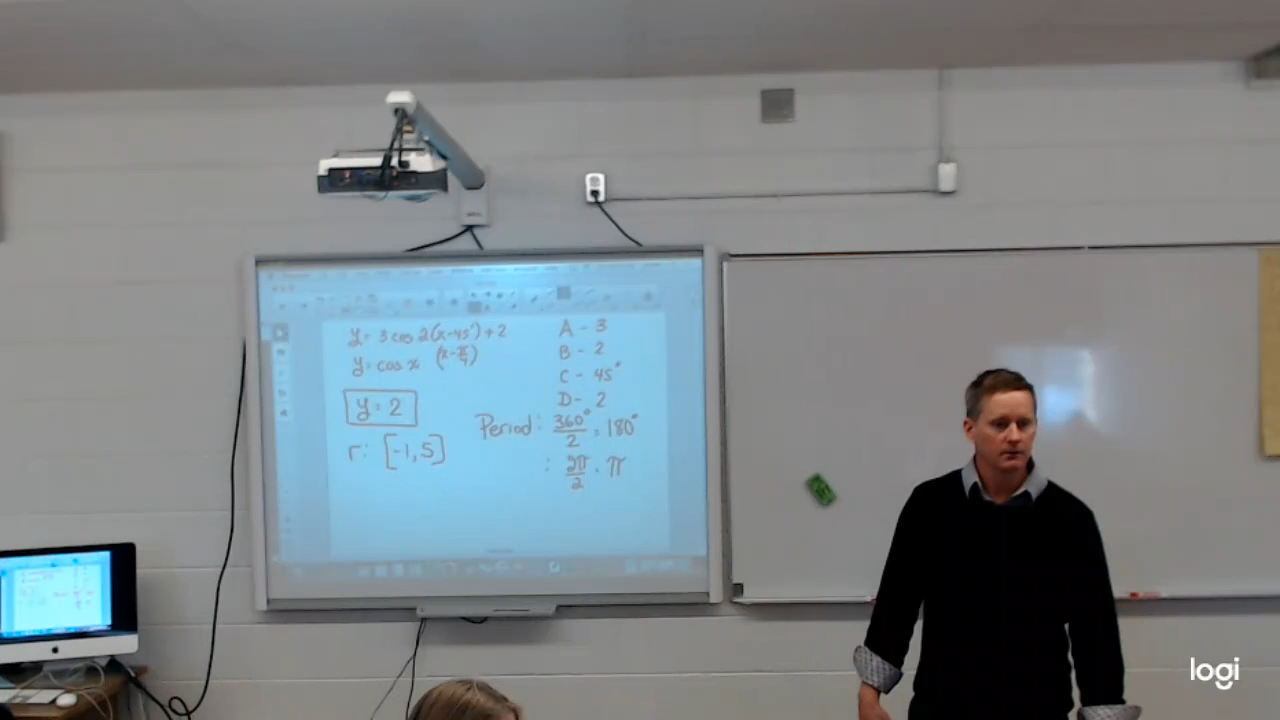 y = 3 cos 2(x-45°) + 2
y = cos x (x - π/4)
y = 2
r: [-1, 5]
A - 3
B - 2
C - 45°
D - 2
Period: 360°/2 = 180°
: 2π/2 = π
logi